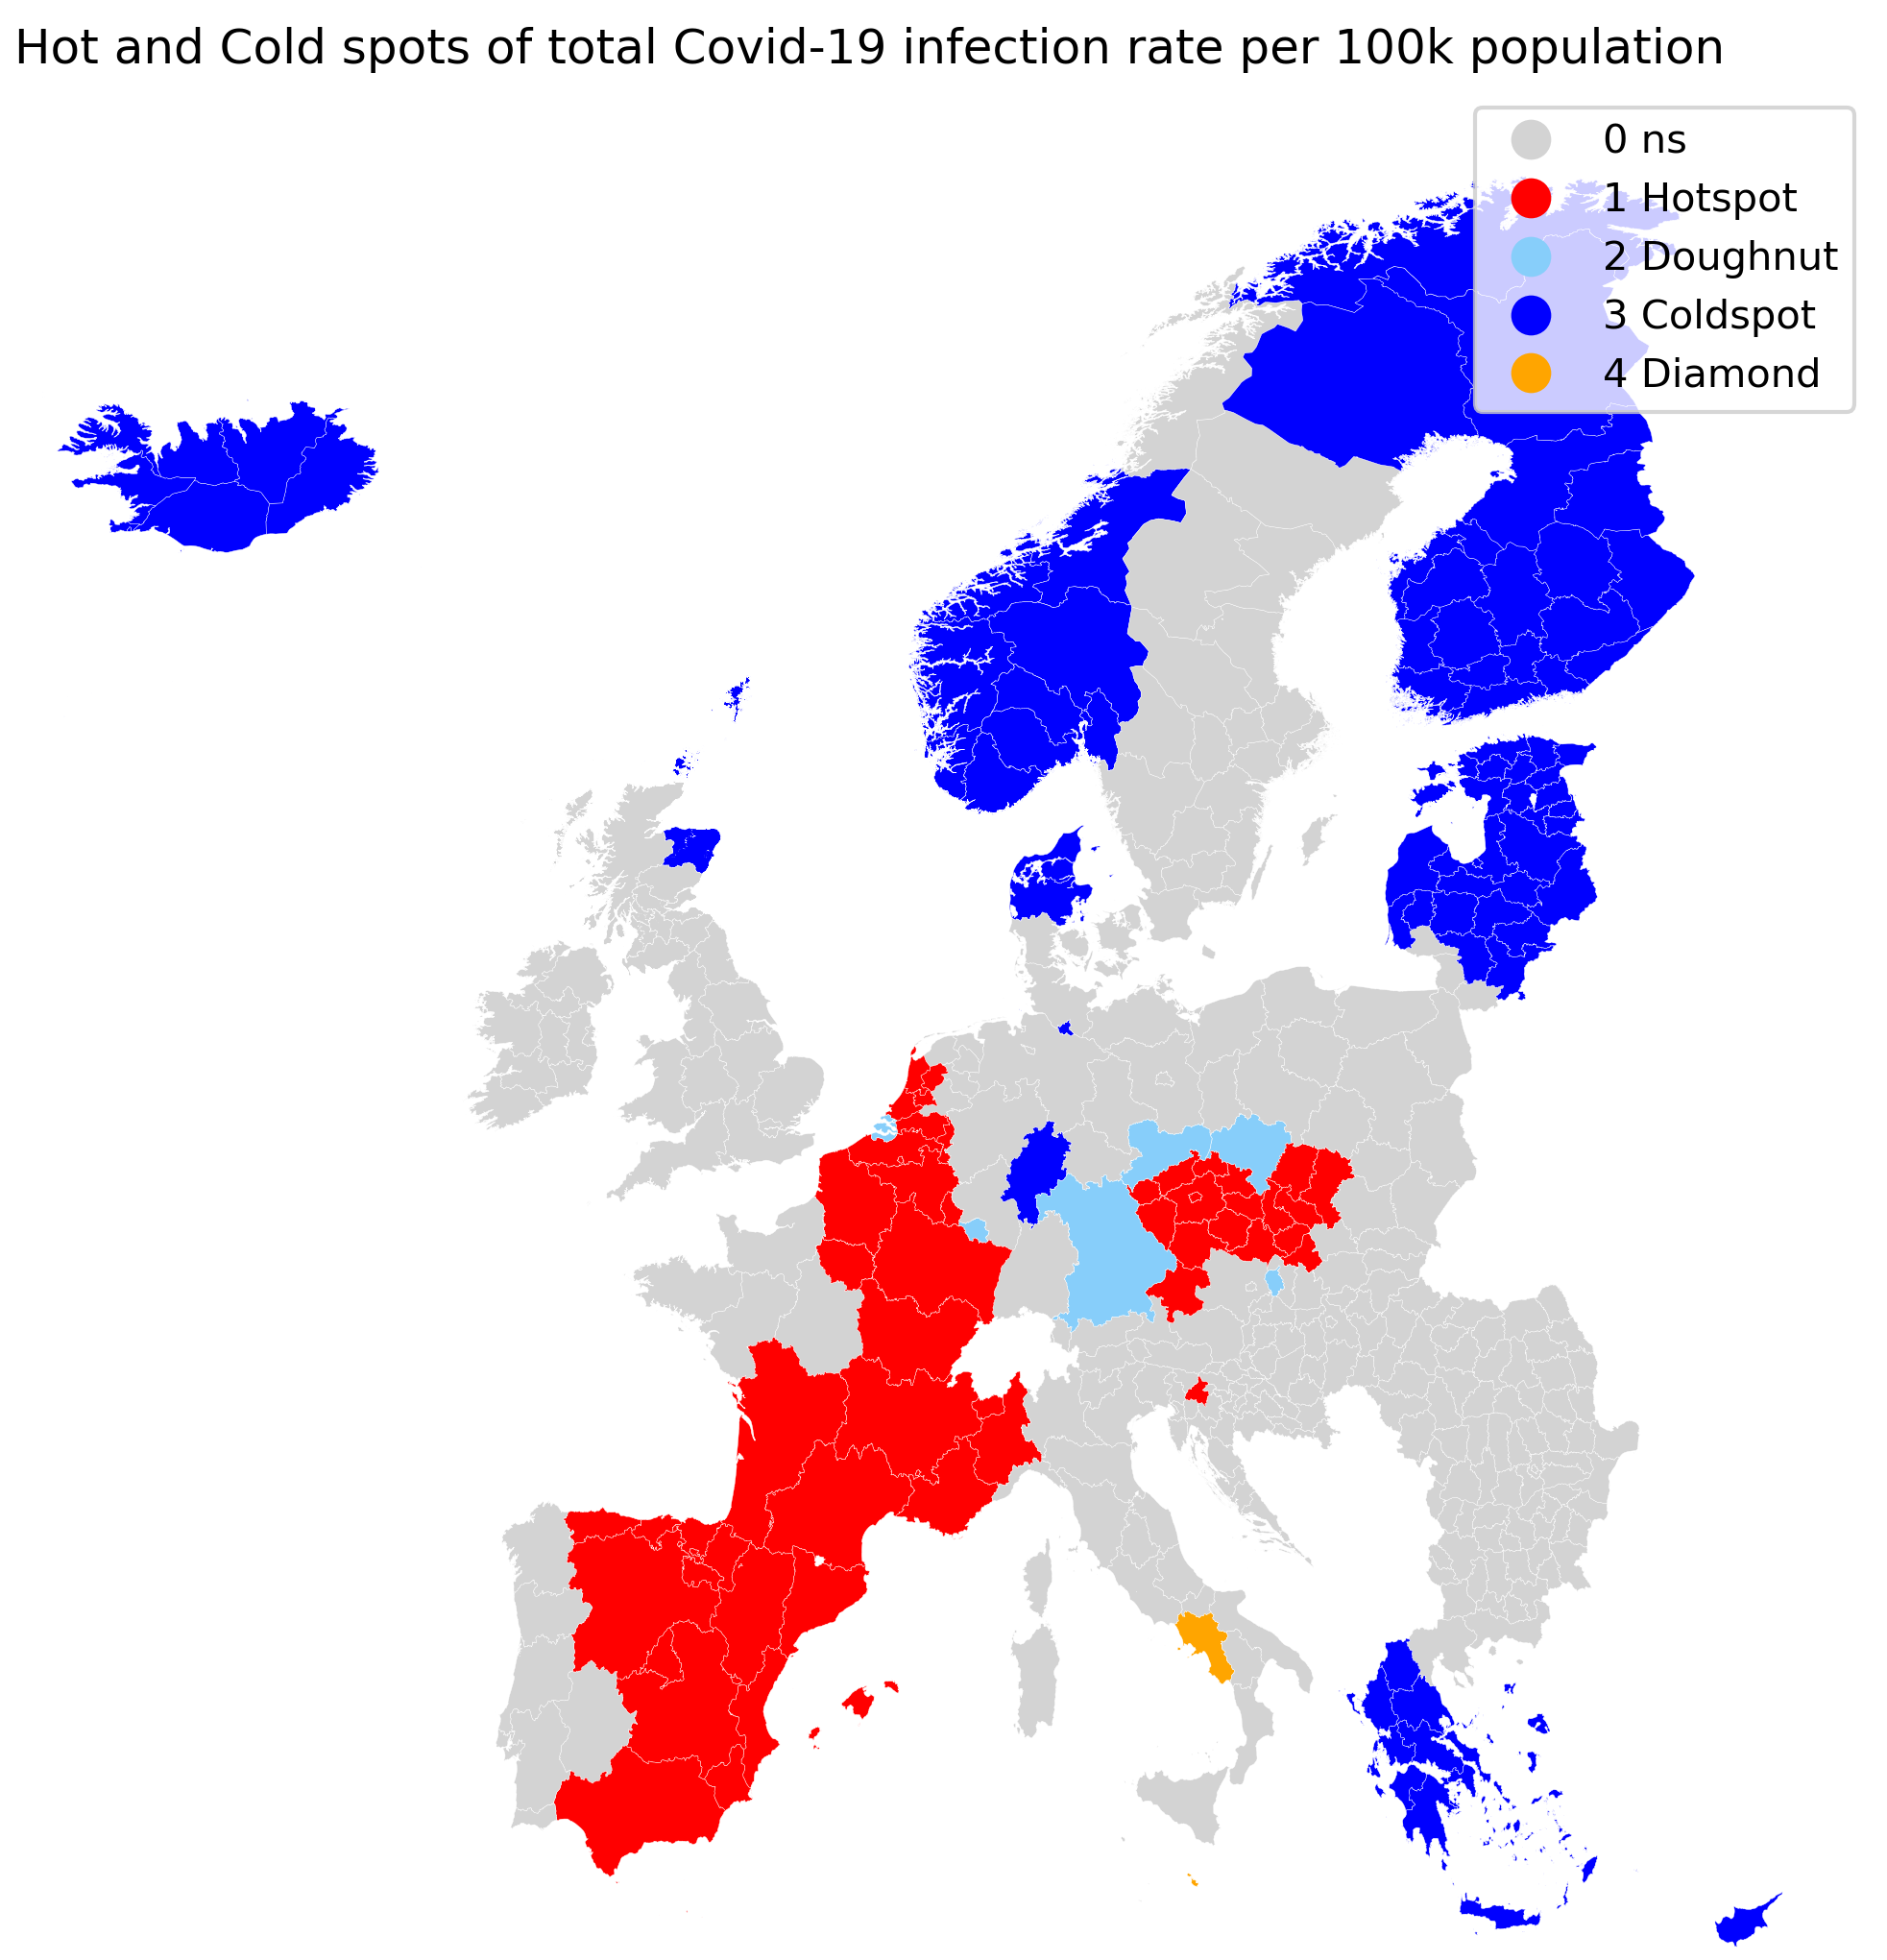 Hot and Cold spots of total Covid-19 infection rate per 100k population
0 ns
1 Hotspot
2 Doughnut
3 Coldspot
4 Diamond